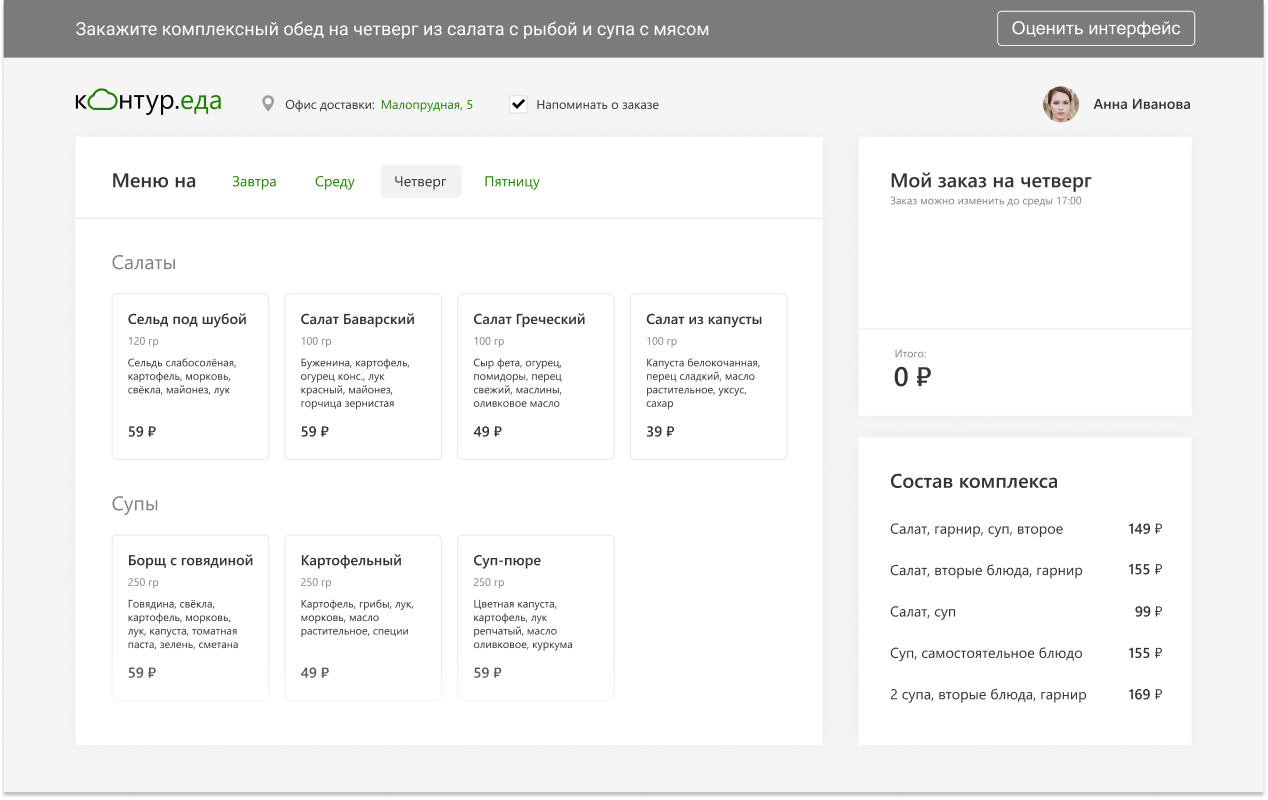 Закажите комплексный обед на четверг из салата с рыбой и супа с мясом
Оценить интерфейс
контур.еда
Офис доставки: Малопрудная, 5
Напоминать о заказе
Анна Иванова
Меню на
Завтра
Среду
Четверг
Пятницу
Салаты
Сельд под шубой
120 гр
Сельдь слабосолёная,
картофель, морковь,
свёкла, майонез, лук
59 ₽
Салат Баварский
100 гр
Буженина, картофель,
огурец конс., лук
красный, майонез,
горчица зернистая
59 ₽
Салат Греческий
100 гр
Сыр фета, огурец,
помидоры, перец
свежий, маслины,
оливковое масло
49 ₽
Салат из капусты
100 гр
Капуста белокочанная,
перец сладкий, масло
растительное, уксус,
сахар
39 ₽
Супы
Борщ с говядиной
250 гр
Говядина, свёкла,
картофель, морковь,
лук, капуста, томатная
паста, зелень, сметана
59 ₽
Картофельный
250 гр
Картофель, грибы, лук,
морковь, масло
растительное, специи
49 ₽
Суп-пюре
250 гр
Цветная капуста,
картофель, лук
репчатый, масло
оливковое, куркума
59 ₽
Мой заказ на четверг
Заказ можно изменить до среды 17:00
Итого:
0 ₽
Состав комплекса
Салат, гарнир, суп, второе 149 ₽
Салат, вторые блюда, гарнир 155 ₽
Салат, суп 99 ₽
Суп, самостоятельное блюдо 155 ₽
2 супа, вторые блюда, гарнир 169 ₽